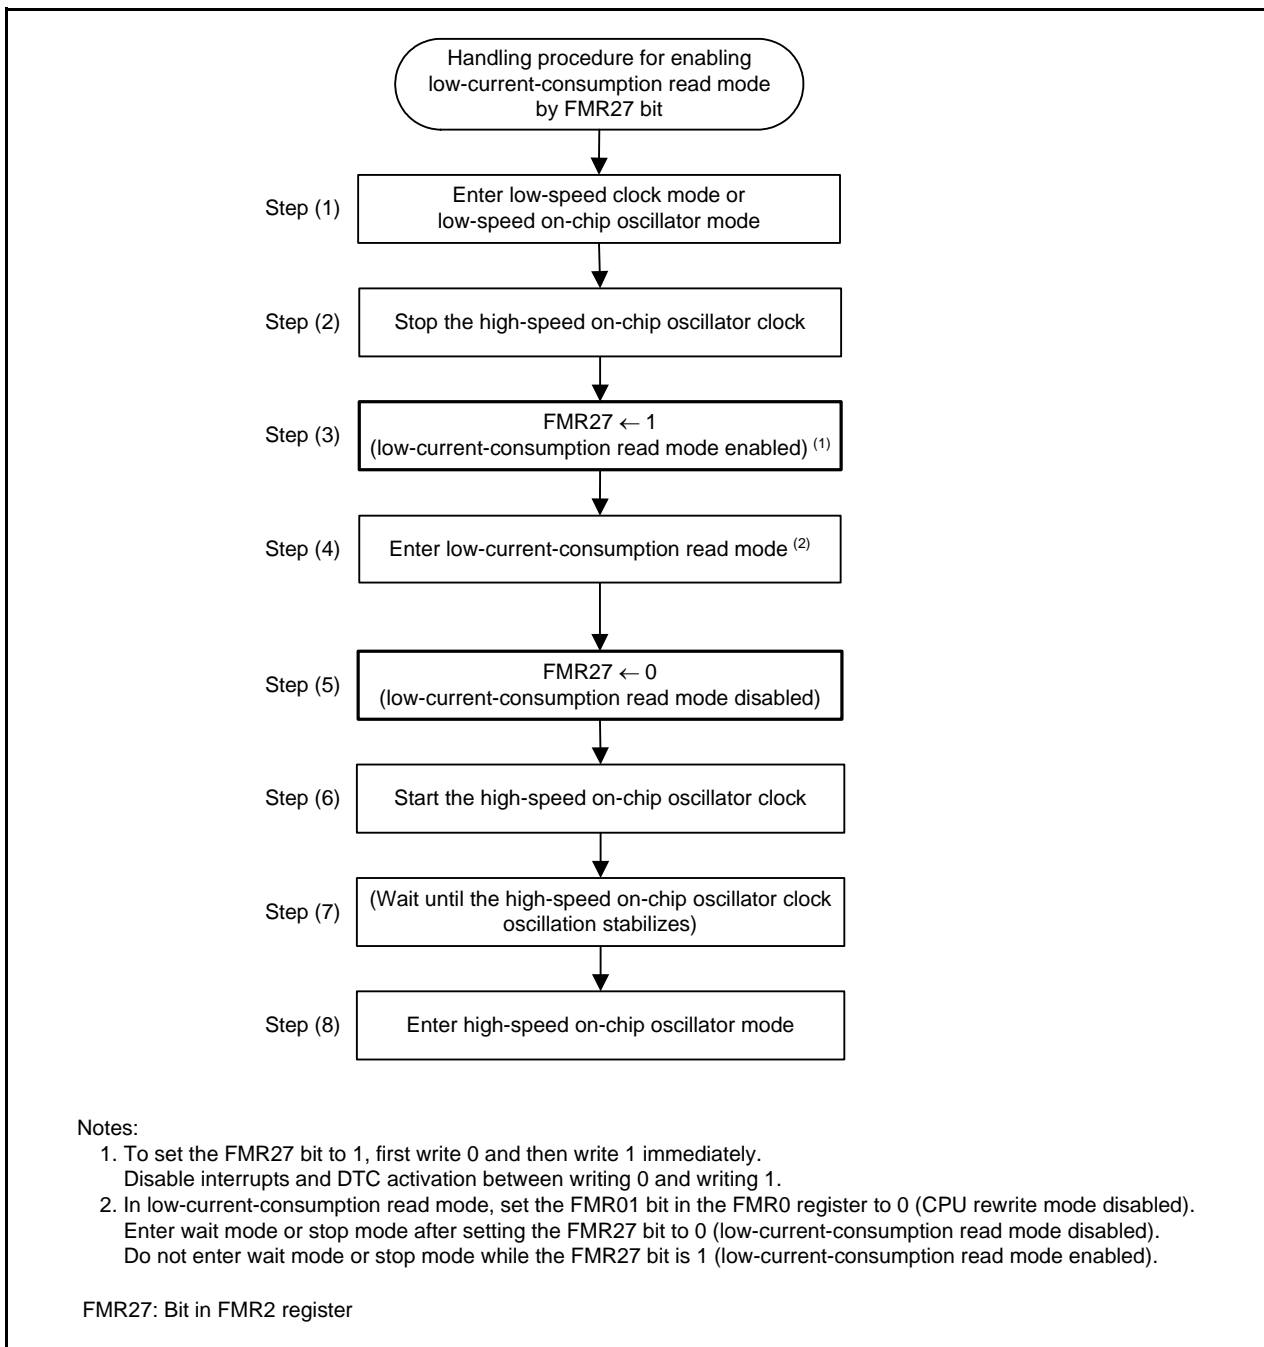 Handling procedure for enabling
low-current-consumption read mode
by FMR27 bit
Step (1)
Enter low-speed clock mode or
low-speed on-chip oscillator mode
Step (2)
Stop the high-speed on-chip oscillator clock
Step (3)
FMR27 ← 1
(low-current-consumption read mode enabled) (1)
Step (4)
Enter low-current-consumption read mode (2)
Step (5)
FMR27 ← 0
(low-current-consumption read mode disabled)
Step (6)
Start the high-speed on-chip oscillator clock
Step (7)
(Wait until the high-speed on-chip oscillator clock
oscillation stabilizes)
Step (8)
Enter high-speed on-chip oscillator mode
Notes:
1. To set the FMR27 bit to 1, first write 0 and then write 1 immediately.
Disable interrupts and DTC activation between writing 0 and writing 1.
2. In low-current-consumption read mode, set the FMR01 bit in the FMR0 register to 0 (CPU rewrite mode disabled).
Enter wait mode or stop mode after setting the FMR27 bit to 0 (low-current-consumption read mode disabled).
Do not enter wait mode or stop mode while the FMR27 bit is 1 (low-current-consumption read mode enabled).
FMR27: Bit in FMR2 register